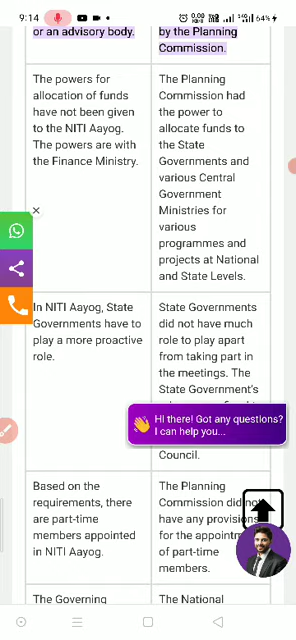 9:14
64%
or an advisory body.
by the Planning
Commission.
The powers for
allocation of funds
have not been given
to the NITI Aayog.
The powers are with
the Finance Ministry.
The Planning
Commission had
the power to
allocate funds to
the State
Governments and
various Central
Government
Ministries for
various
programmes and
projects at National
and State Levels.
In NITI Aayog, State
Governments have to
play a more proactive
role.
State Governments
did not have much
role to play apart
from taking part in
the meetings. The
State Government's
Hi there! Got any questions?
I can help you...
Council.
Based on the
requirements, there
are part-time
members appointed
in NITI Aayog.
The Planning
Commission did not
have any provisions
for the appointment
of part-time
members.
The Governing
The National